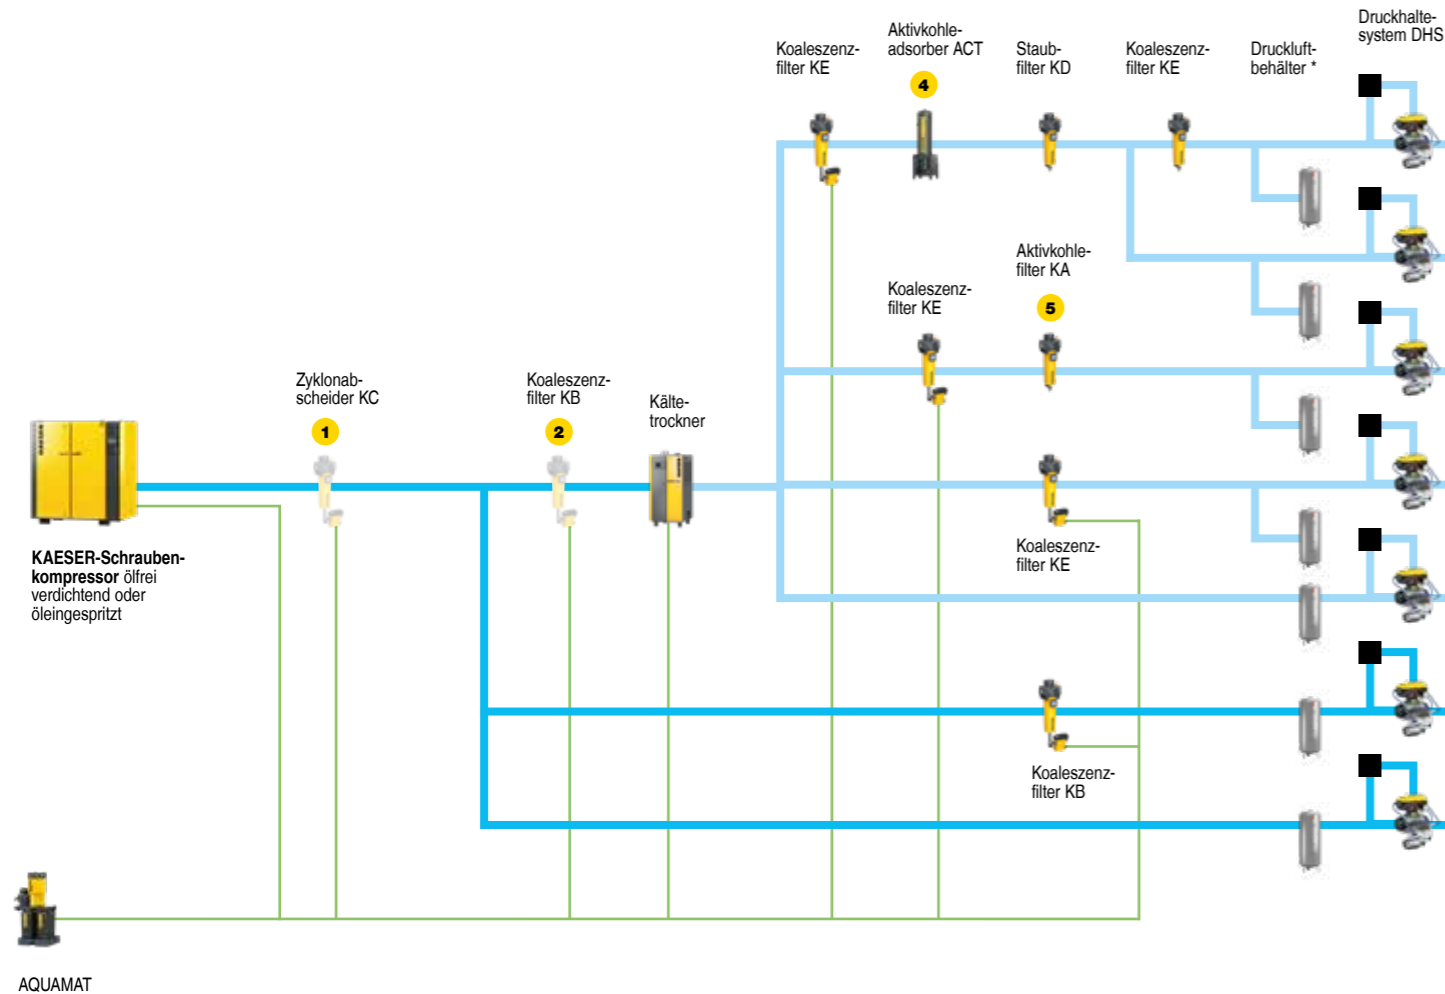 Druckhalte-
system DHS
Aktivkohle-
adsorber ACT
Koaleszenz-
filter KE
Staub-
filter KD
Koaleszenz-
filter KE
Druckluft-
behälter *
4
Aktivkohle-
filter KA
Koaleszenz-
filter KE
5
Zyklonab-
scheider KC
Koaleszenz-
filter KB
Kälte-
trockner
1
2
KAESER-Schrauben-
kompressor ölfrei
verdichtend oder
öleingespritzt
Koaleszenz-
filter KE
Koaleszenz-
filter KB
AQUAMAT